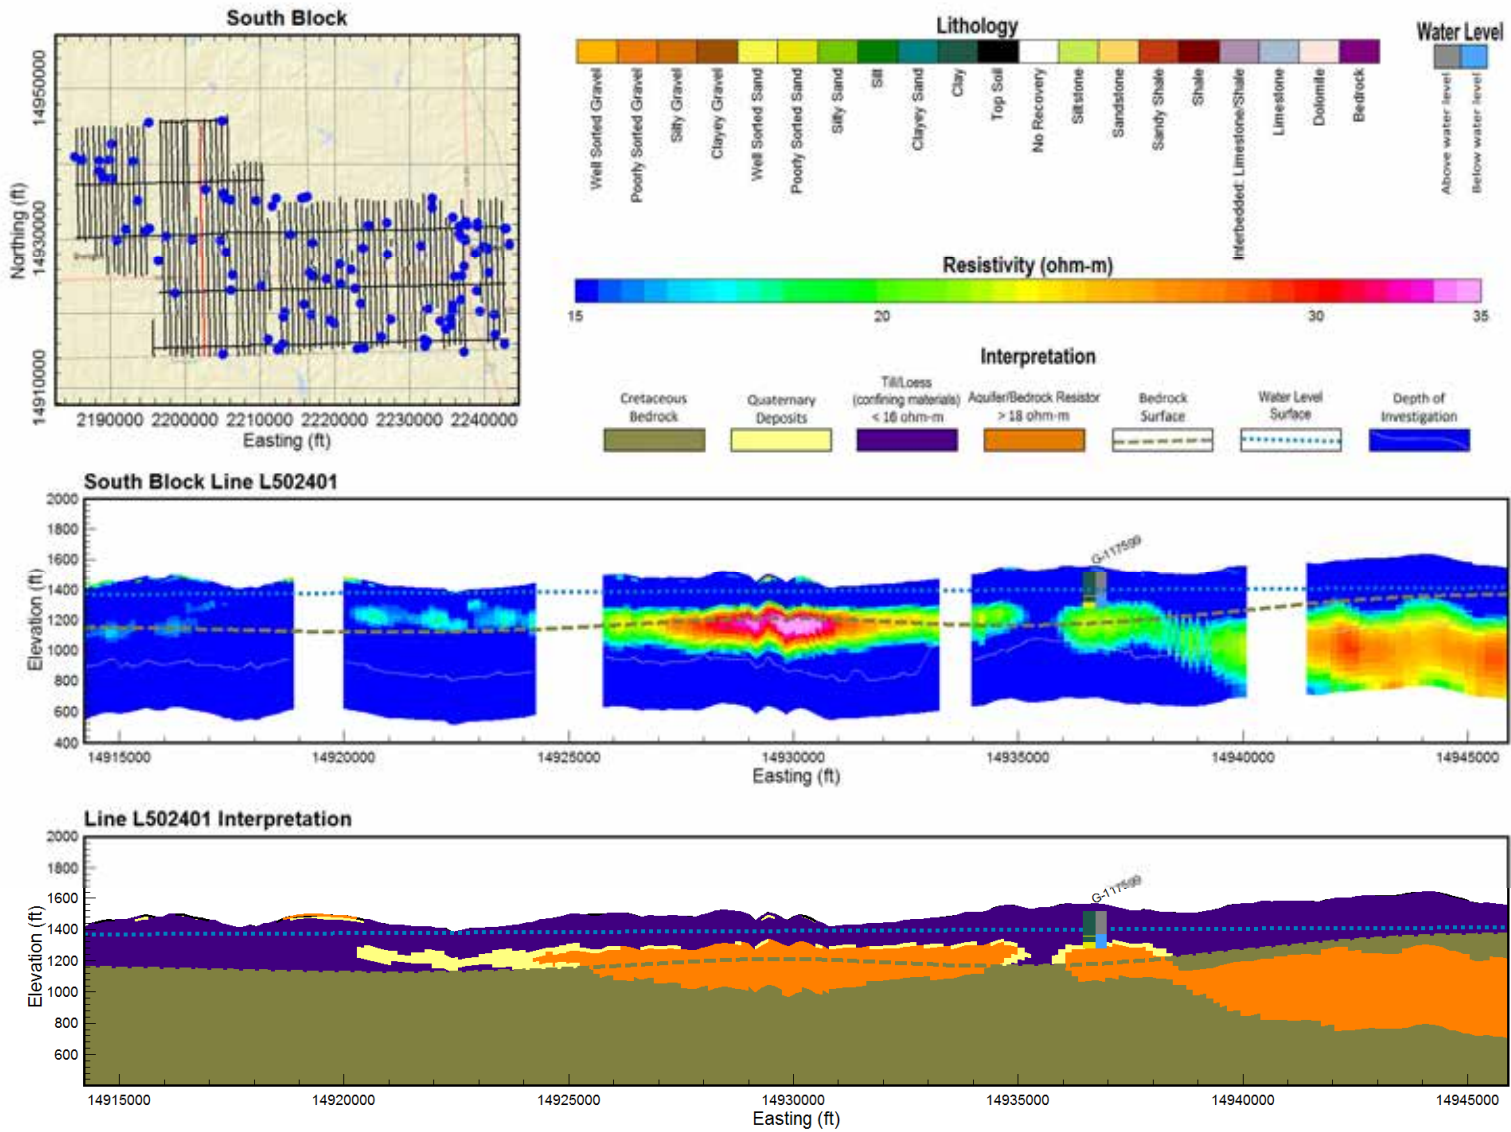 South Block
Northing (ft)
14950000
14930000
14910000
2190000 2200000 2210000 2220000 2230000 2240000
Easting (ft)
Lithology
Well Sorted Gravel
Poorly Sorted Gravel
Silty Gravel
Clayey Gravel
Well Sorted Sand
Poorly Sorted Sand
Silty Sand
Silt
Clayey Sand
Clay
Top Soil
No Recovery
Siltstone
Sandstone
Sandy Shale
Shale
Interbedded: Limestone/Shale
Limestone
Dolomite
Bedrock
Water Level
Above water level
Below water level
Resistivity (ohm-m)
15 20 30 35
Interpretation
Cretaceous
Bedrock
Quaternary
Deposits
Till/Loess
(confining materials)
< 16 ohm-m
Aquifer/Bedrock Resistor
> 18 ohm-m
Bedrock
Surface
Water Level
Surface
Depth of
Investigation
South Block Line L502401
Elevation (ft)
2000
1800
1600
1400
1200
1000
800
600
400
G-117599
14915000 14920000 14925000 14930000 14935000 14940000 14945000
Easting (ft)
Line L502401 Interpretation
Elevation (ft)
2000
1800
1600
1400
1200
1000
800
600
G-117599
14915000 14920000 14925000 14930000 14935000 14940000 14945000
Easting (ft)